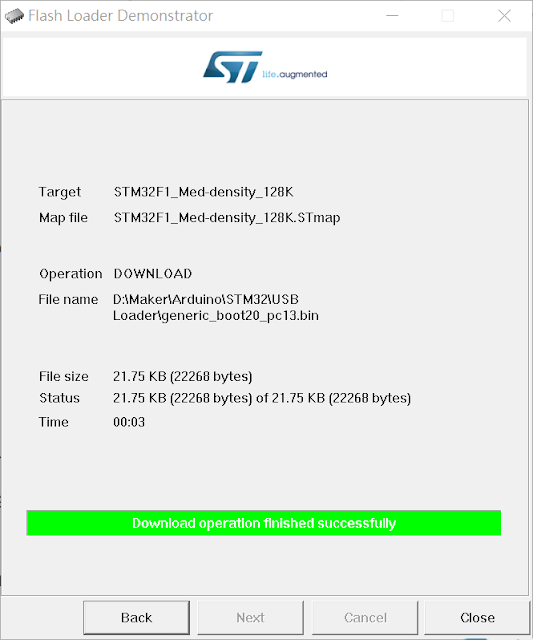 Flash Loader Demonstrator
ST life.augmented
Target STM32F1_Med-density_128K
Map file STM32F1_Med-density_128K.STmap
Operation DOWNLOAD
File name D:\Maker\Arduino\STM32\USB
Loader\generic_boot20_pc13.bin
File size 21.75 KB (22268 bytes)
Status 21.75 KB (22268 bytes) of 21.75 KB (22268 bytes)
Time 00:03
Download operation finished successfully
Back Next Cancel Close